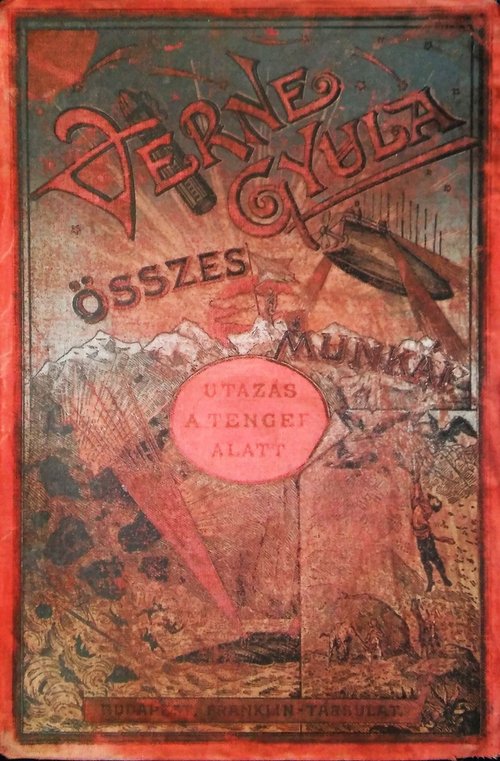 VERNE
GYULA
ÖSSZES
MUNKÁI
UTAZÁS
A TENGER
ALATT
BUDAPEST, FRANKLIN-TÁRSULAT.